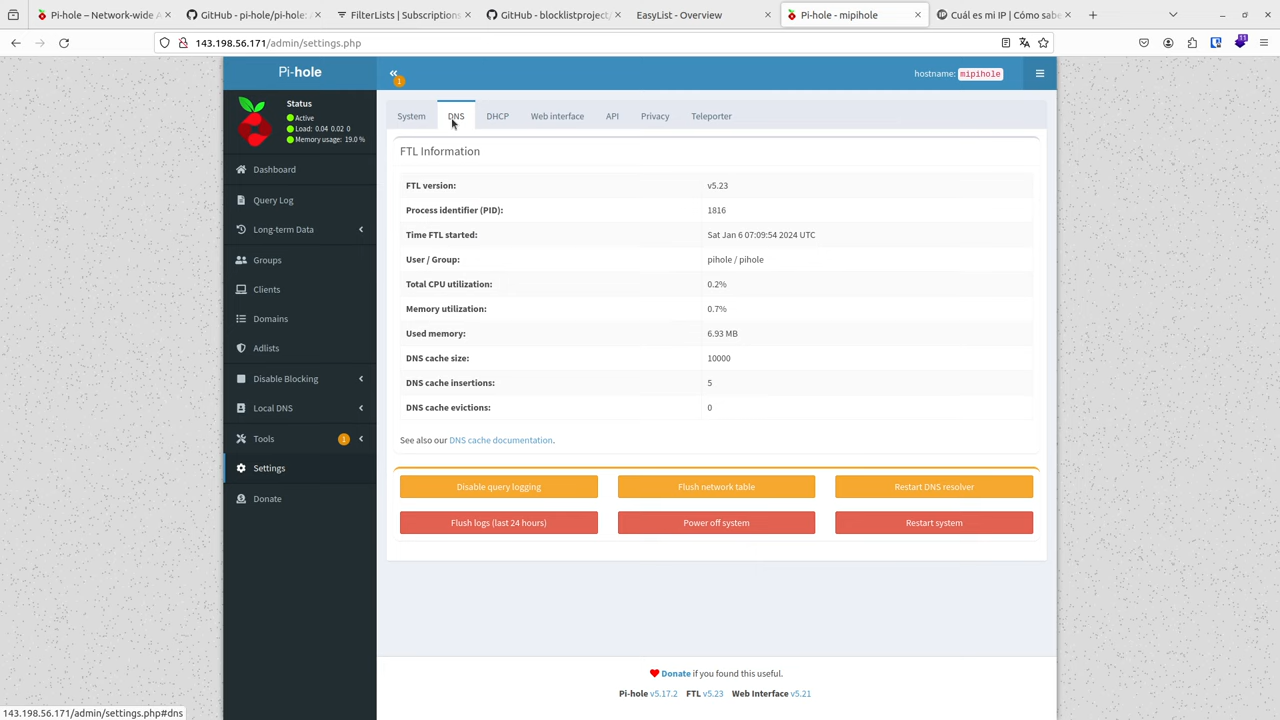 Pi-hole – Network-wide A
GitHub - pi-hole/pi-hole:
FilterLists | Subscriptions
GitHub - blocklistproject/
EasyList - Overview
Pi-hole - mipihole
Cuál es mi IP | Cómo sabe
11
143.198.56.171/admin/settings.php
Pi-hole
1
hostname: mipihole
Status
Active
Load: 0.04 0.02 0
Memory usage: 19.0 %
System
DNS
DHCP
Web interface
API
Privacy
Teleporter
Dashboard
Query Log
Long-term Data
Groups
Clients
Domains
Adlists
Disable Blocking
Local DNS
Tools 1
Settings
Donate
FTL Information
FTL version: v5.23
Process identifier (PID): 1816
Time FTL started: Sat Jan 6 07:09:54 2024 UTC
User / Group: pihole / pihole
Total CPU utilization: 0.2%
Memory utilization: 0.7%
Used memory: 6.93 MB
DNS cache size: 10000
DNS cache insertions: 5
DNS cache evictions: 0
See also our DNS cache documentation.
Disable query logging
Flush network table
Restart DNS resolver
Flush logs (last 24 hours)
Power off system
Restart system
Donate if you found this useful.
Pi-hole v5.17.2 FTL v5.23 Web Interface v5.21
143.198.56.171/admin/settings.php#dns